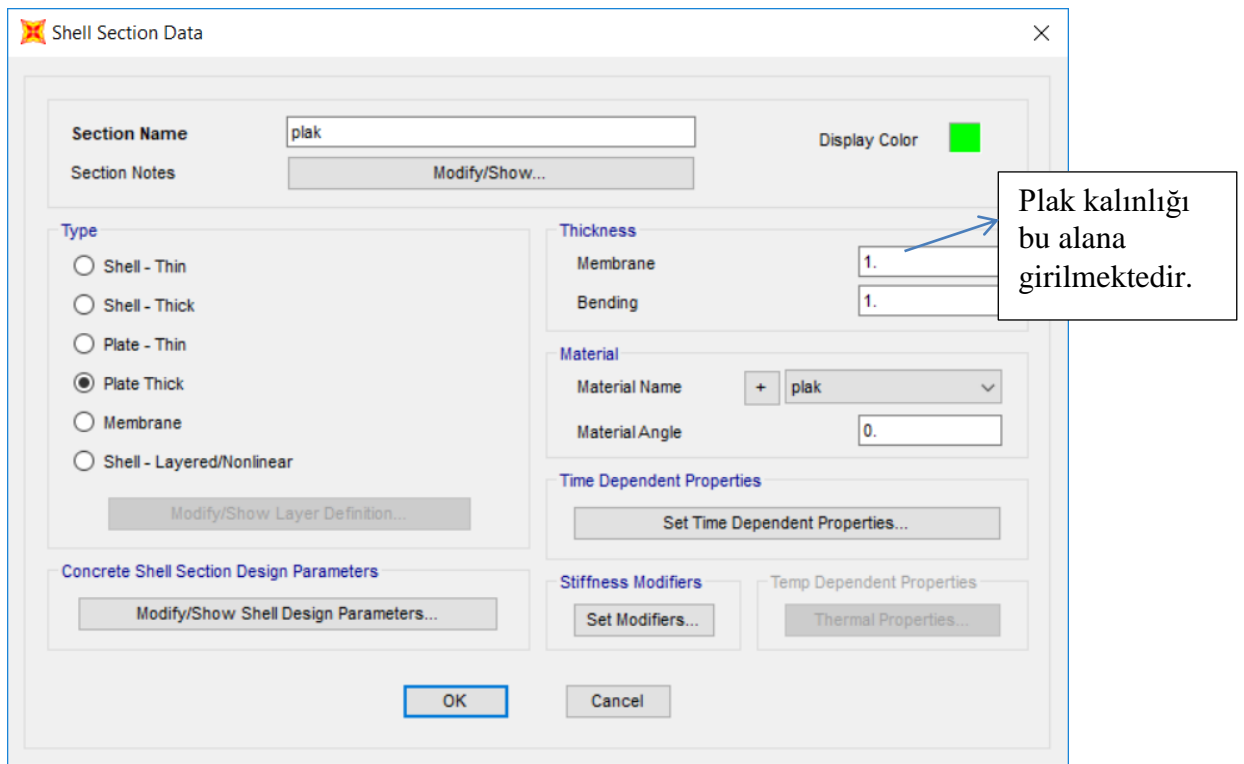 Shell Section Data
Section Name plak Display Color
Section Notes Modify/Show...
Plak kalınlığı
bu alana
girilmektedir.
Type
Shell - Thin
Shell - Thick
Plate - Thin
Plate Thick
Membrane
Shell - Layered/Nonlinear
Modify/Show Layer Definition...
Concrete Shell Section Design Parameters
Modify/Show Shell Design Parameters...
Thickness
Membrane 1.
Bending 1.
Material
Material Name + plak
Material Angle 0.
Time Dependent Properties
Set Time Dependent Properties...
Stiffness Modifiers
Set Modifiers...
Temp Dependent Properties
Thermal Properties...
OK Cancel